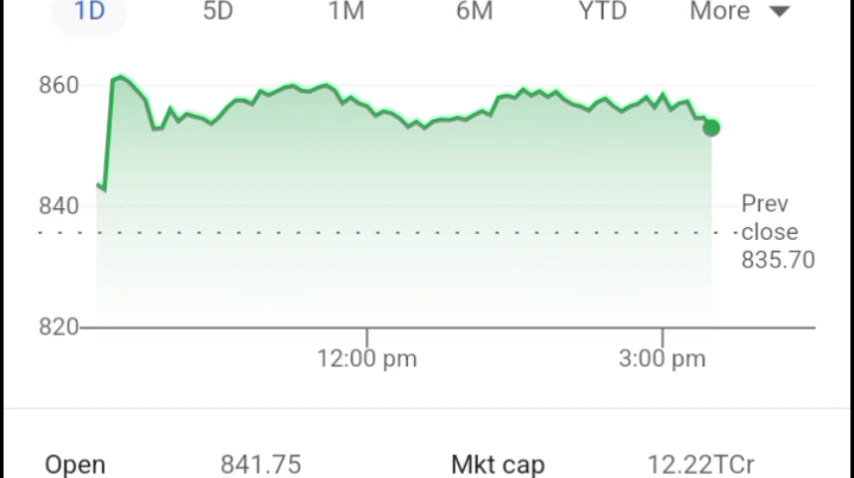 1D 5D 1M 6M YTD More
860
840
Prev
close
835.70
820
12:00 pm 3:00 pm
Open 841.75 Mkt cap 12.22TCr